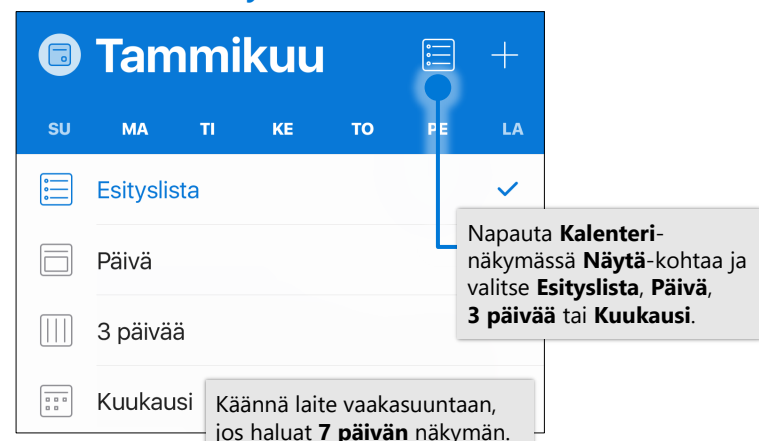 Tammikuu
SU MA TI KE TO PE LA
Esityslista
Napauta Kalenteri-
näkymässä Näytä-kohtaa ja
valitse Esityslista, Päivä,
3 päivää tai Kuukausi.
Päivä
3 päivää
Kuukausi
Käännä laite vaakasuuntaan,
jos haluat 7 päivän näkymän.